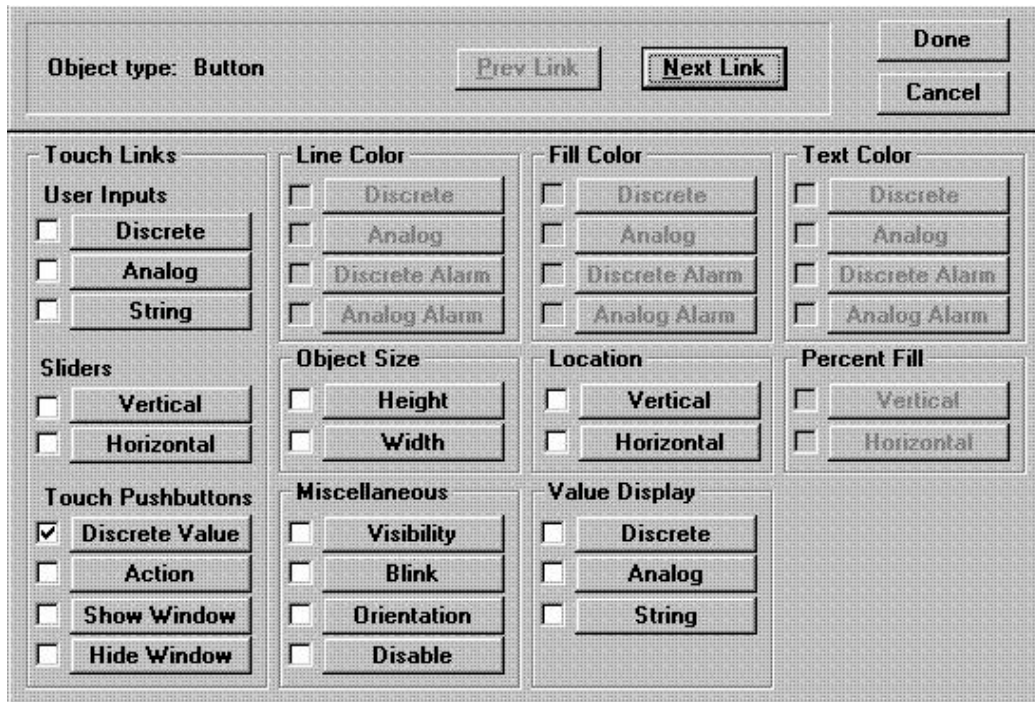 Object type: Button
Prev Link
Next Link
Done
Cancel
Touch Links
User Inputs
Discrete
Analog
String
Sliders
Vertical
Horizontal
Touch Pushbuttons
Discrete Value
Action
Show Window
Hide Window
Line Color
Discrete
Analog
Discrete Alarm
Analog Alarm
Object Size
Height
Width
Miscellaneous
Visibility
Blink
Orientation
Disable
Fill Color
Discrete
Analog
Discrete Alarm
Analog Alarm
Location
Vertical
Horizontal
Value Display
Discrete
Analog
String
Text Color
Discrete
Analog
Discrete Alarm
Analog Alarm
Percent Fill
Vertical
Horizontal